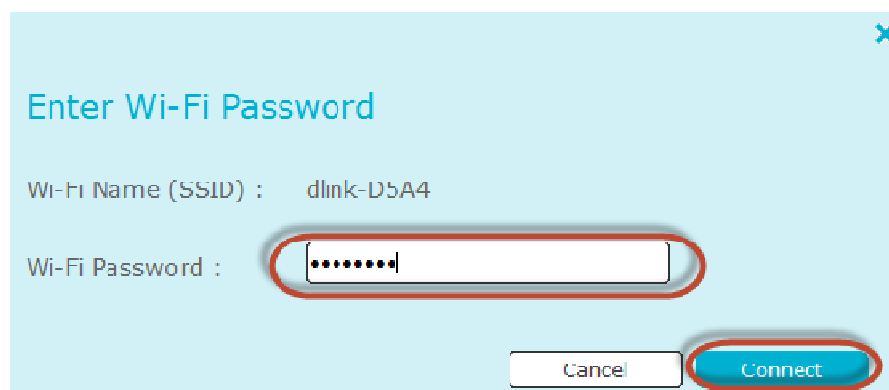 Enter Wi-Fi Password
Wi-Fi Name (SSID) : dlink-D5A4
Wi-Fi Password : ••••••••
Cancel Connect